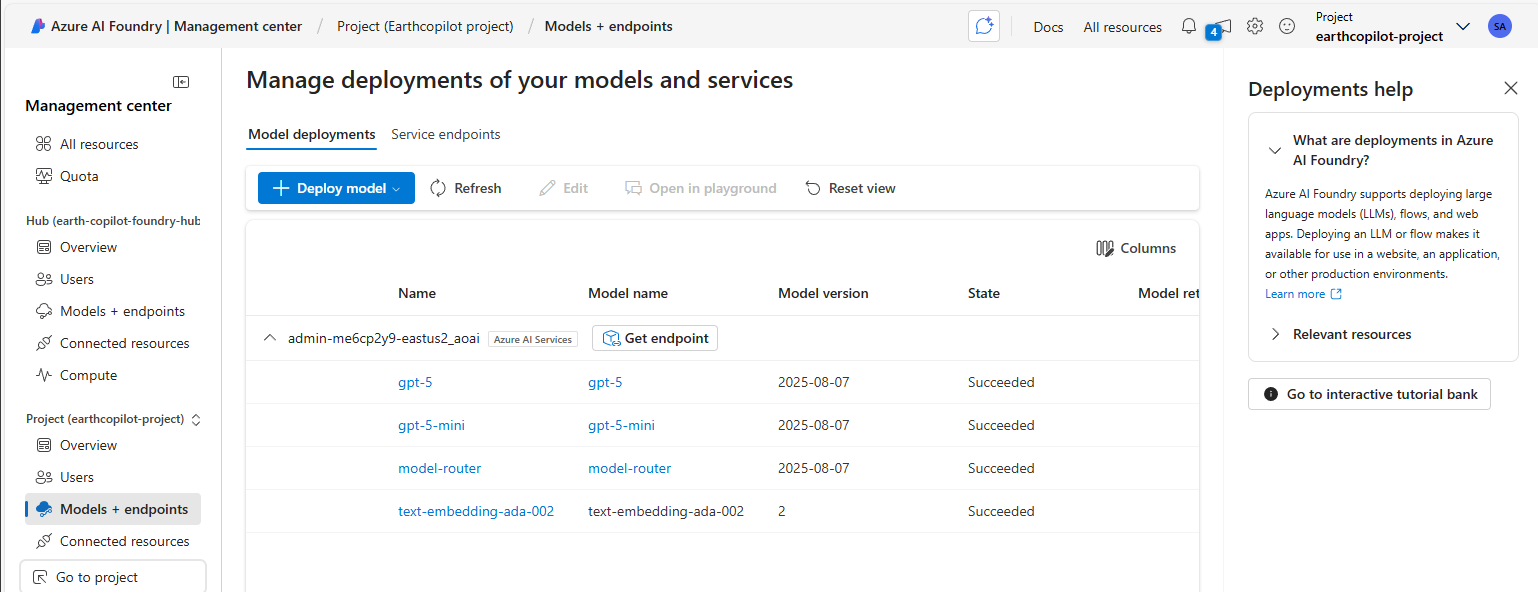 Azure AI Foundry | Management center / Project (Earthcopilot project) / Models + endpoints
Docs All resources 4
Project
earthcopilot-project
SA
Management center
All resources
Quota
Hub (earth-copilot-foundry-hub
Overview
Users
Models + endpoints
Connected resources
Compute
Project (earthcopilot-project)
Overview
Users
Models + endpoints
Connected resources
Go to project
Manage deployments of your models and services
Model deployments Service endpoints
Deploy model Refresh Edit Open in playground Reset view
Columns
Name Model name Model version State Model ret
admin-me6cp2y9-eastus2_aoai Azure AI Services Get endpoint
gpt-5 gpt-5 2025-08-07 Succeeded
gpt-5-mini gpt-5-mini 2025-08-07 Succeeded
model-router model-router 2025-08-07 Succeeded
text-embedding-ada-002 text-embedding-ada-002 2 Succeeded
Deployments help
What are deployments in Azure
AI Foundry?
Azure AI Foundry supports deploying large
language models (LLMs), flows, and web
apps. Deploying an LLM or flow makes it
available for use in a website, an application,
or other production environments.
Learn more
Relevant resources
Go to interactive tutorial bank